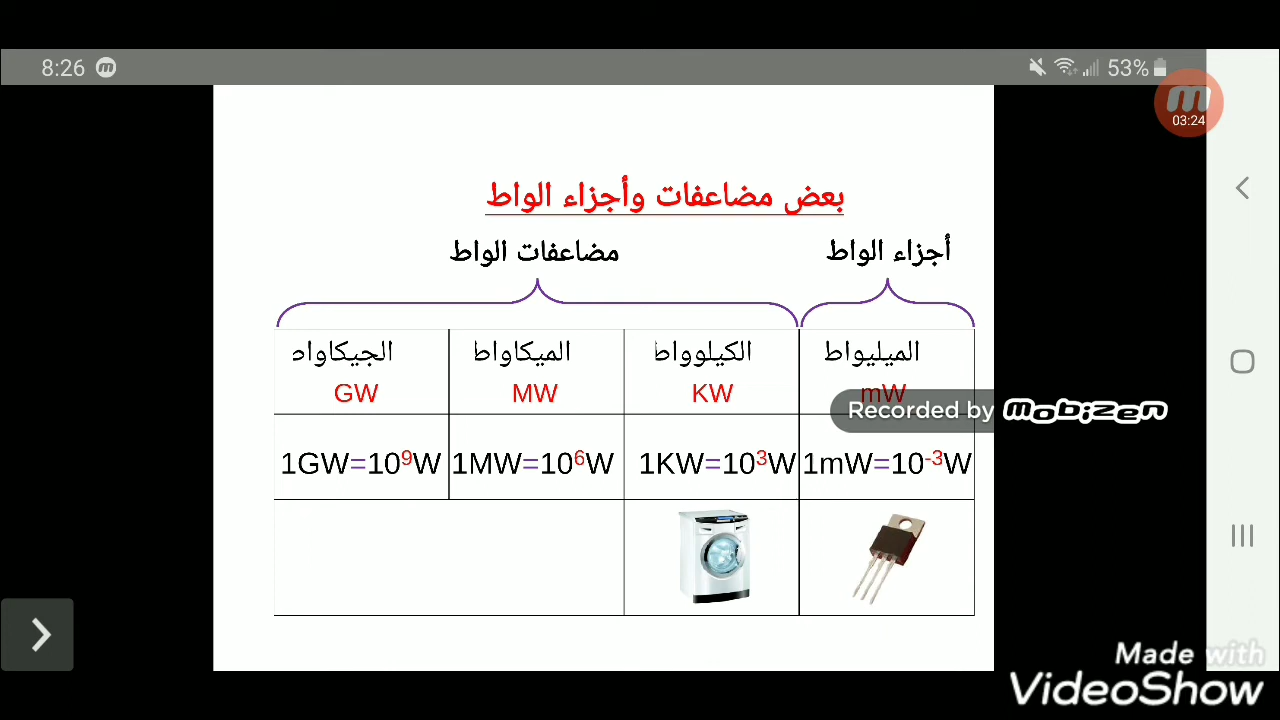 8:26
53%
03:24
بعض مضاعفات وأجزاء الواط
أجزاء الواط
مضاعفات الواط
الميليواط
الكيلوواط
الميكاواط
الجيكاواط
mW
KW
MW
GW
Recorded by mobizen
1mW=10⁻³W
1KW=10³W
1MW=10⁶W
1GW=10⁹W
Made with
VideoShow